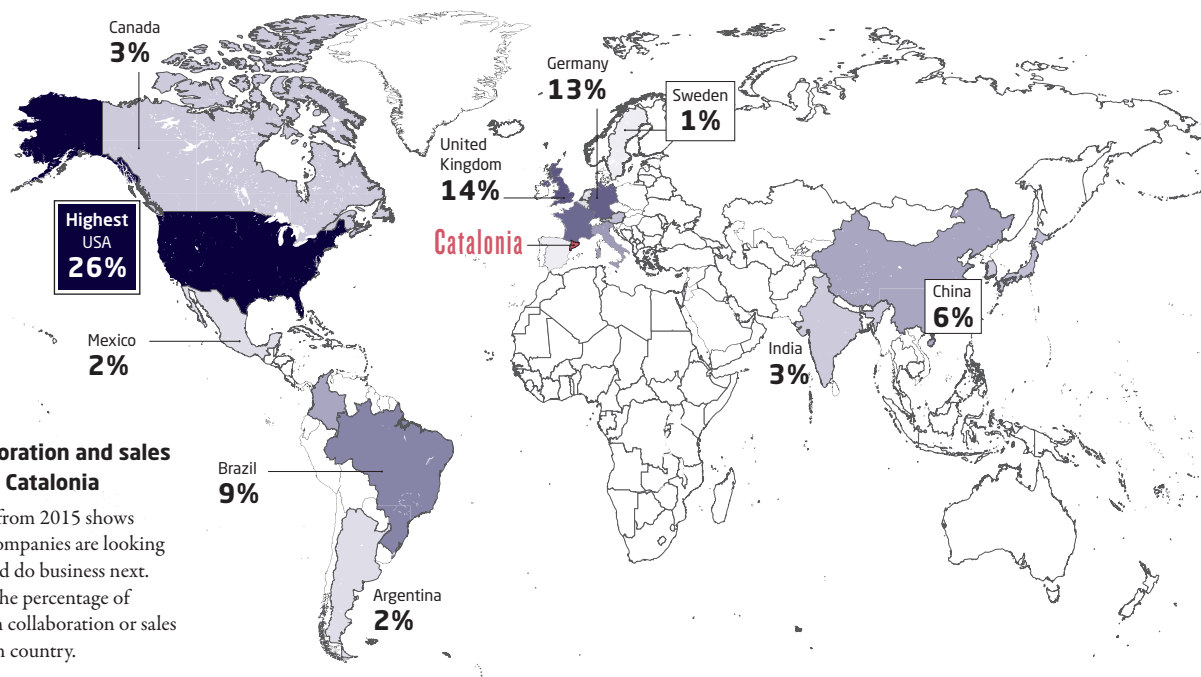 Canada
3%
Germany
13%
Sweden
1%
United
Kingdom
14%
Highest
USA
26%
Catalonia
China
6%
Mexico
2%
India
3%
oration and sales
Catalonia
from 2015 shows
ompanies are looking
d do business next.
he percentage of
collaboration or sales
country.
Brazil
9%
Argentina
2%